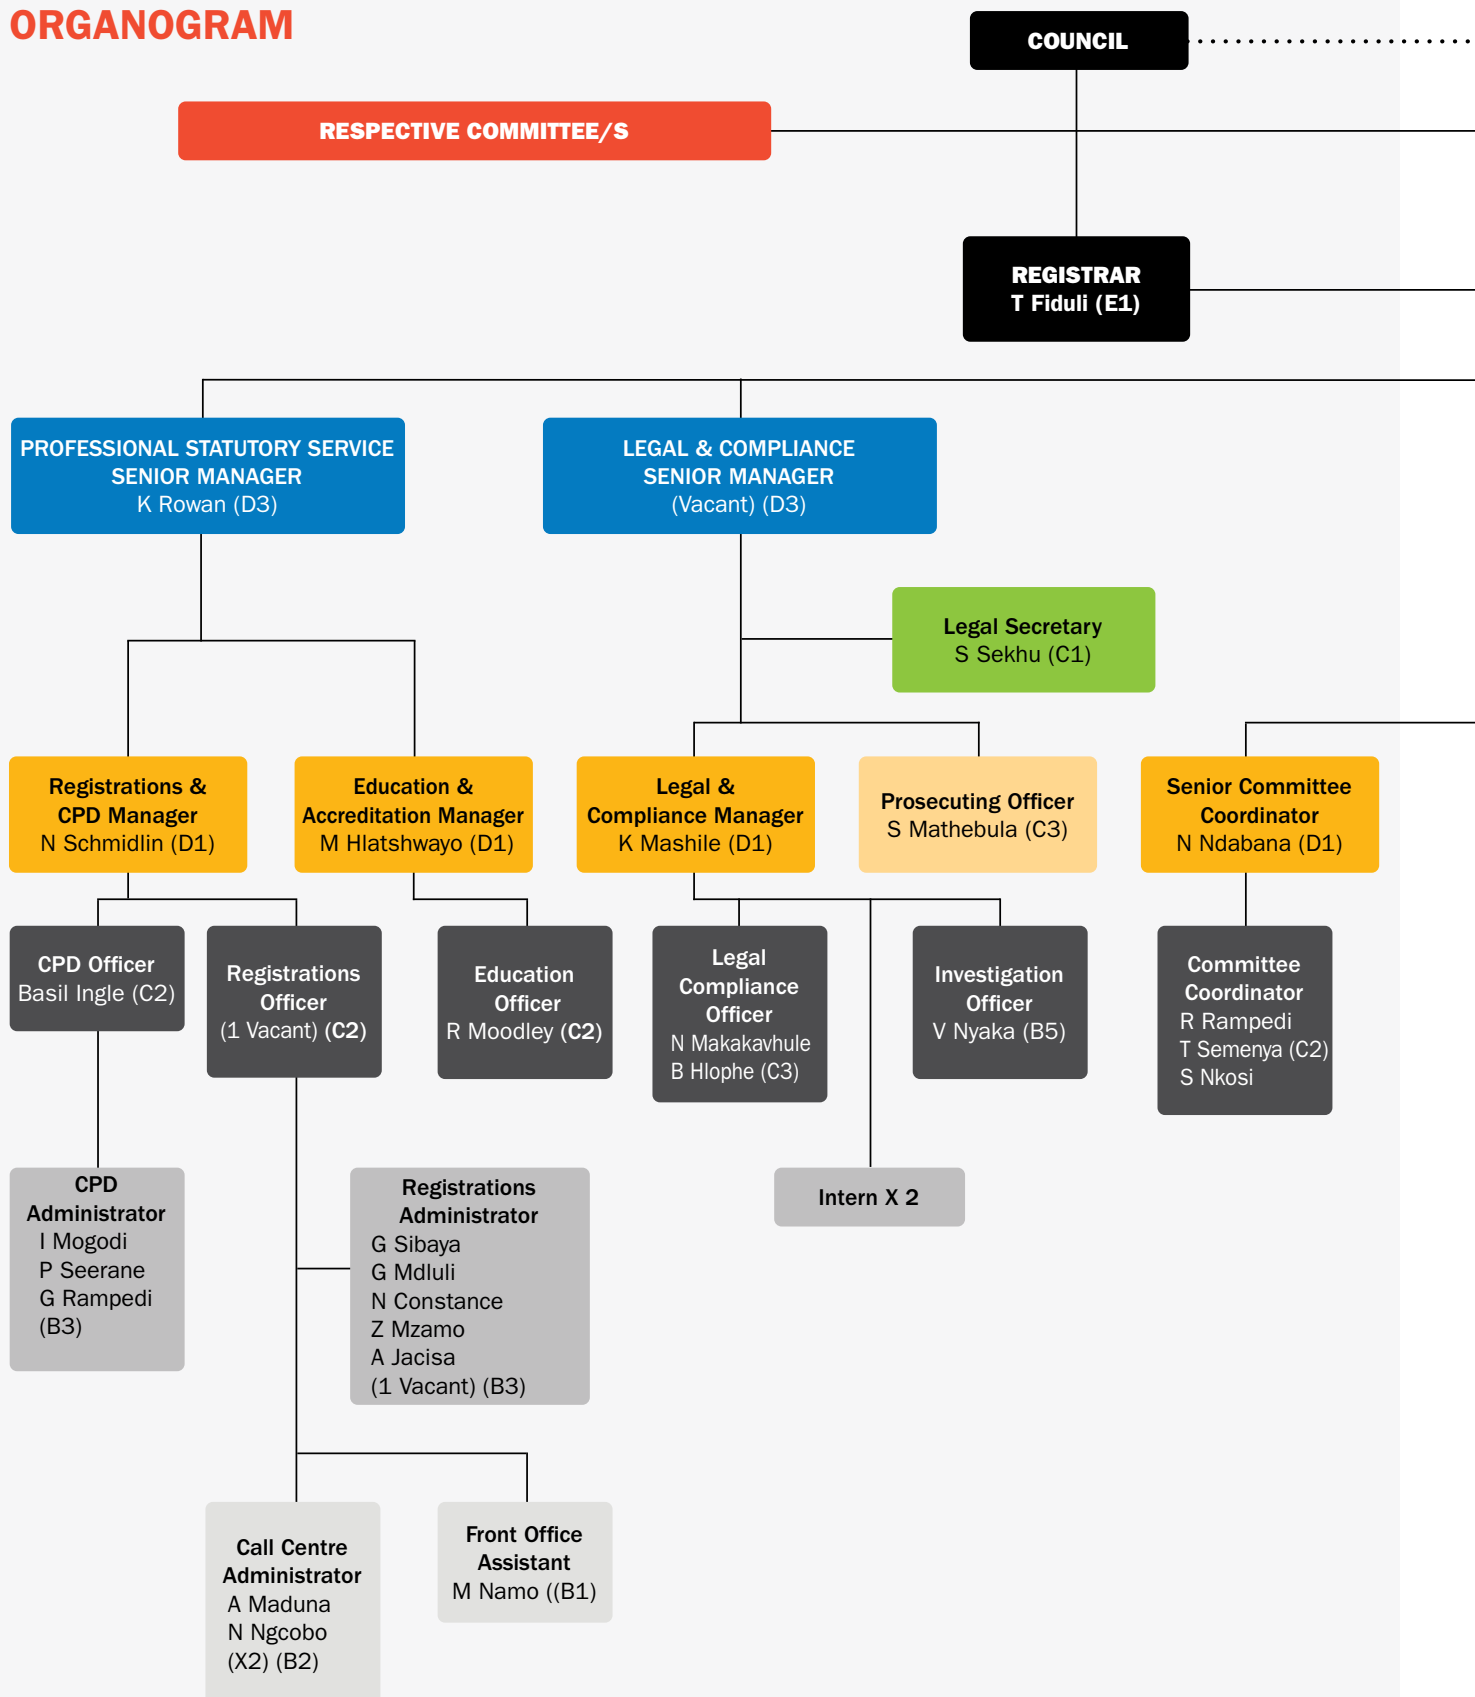 ORGANOGRAM
COUNCIL
RESPECTIVE COMMITTEE/S
REGISTRAR
T Fiduli (E1)
PROFESSIONAL STATUTORY SERVICE
SENIOR MANAGER
K Rowan (D3)
LEGAL & COMPLIANCE
SENIOR MANAGER
(Vacant) (D3)
Legal Secretary
S Sekhu (C1)
Registrations &
CPD Manager
N Schmidlin (D1)
Education &
Accreditation Manager
M Hlatshwayo (D1)
Legal &
Compliance Manager
K Mashile (D1)
Prosecuting Officer
S Mathebula (C3)
Senior Committee
Coordinator
N Ndabana (D1)
CPD Officer
Basil Ingle (C2)
Registrations
Officer
(1 Vacant) (C2)
Education
Officer
R Moodley (C2)
Legal
Compliance
Officer
N Makakavhule
B Hlophe (C3)
Investigation
Officer
V Nyaka (B5)
Committee
Coordinator
R Rampedi
T Semenya (C2)
S Nkosi
CPD
Administrator
I Mogodi
P Seerane
G Rampedi
(B3)
Registrations
Administrator
G Sibaya
G Mdluli
N Constance
Z Mzamo
A Jacisa
(1 Vacant) (B3)
Intern X 2
Call Centre
Administrator
A Maduna
N Ngcobo
(X2) (B2)
Front Office
Assistant
M Namo ((B1)